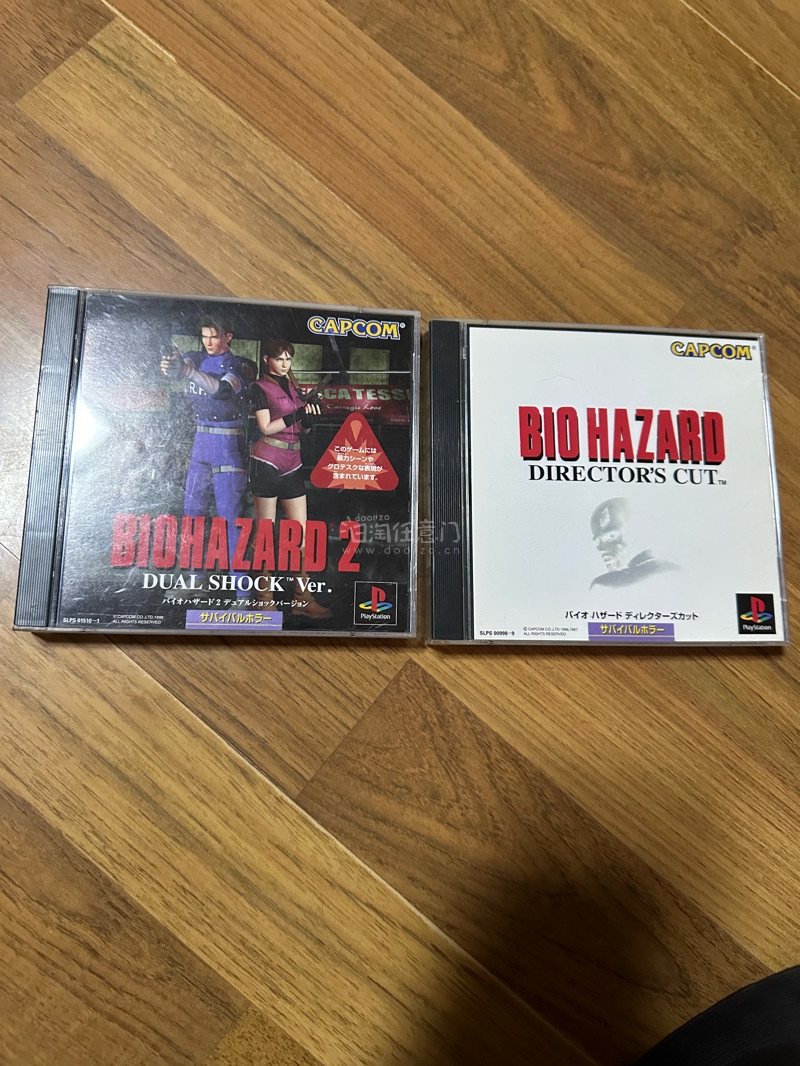 CAPCOM®
CATESS
Carnegie Love
このゲームには
暴力シーンや
グロテスクな表現が
含まれています。
BIOHAZARD 2
DUAL SHOCK™ Ver.
バイオハザード2 デュアルショックバージョン
SLPS 01510~1
©CAPCOM CO.,LTD.1998
ALL RIGHTS RESERVED.
サバイバルホラー
PlayStation
doonzo
日淘任意门
www.doonzo.cn
CAPCOM®
BIO HAZARD
DIRECTOR'S CUT™
バイオ ハザード ディレクターズカット
SLPS 00998~9
©CAPCOM CO.,LTD.1996,1997
ALL RIGHTS RESERVED.
サバイバルホラー
PlayStation